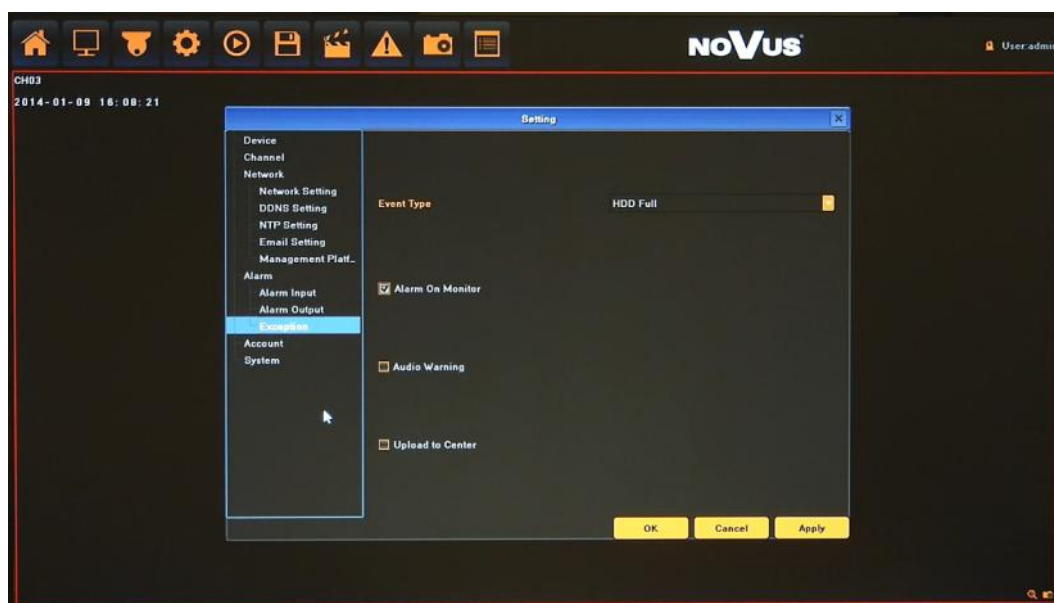 NOVUS
User:admin
CH03
2014-01-09 16:08:21
Setting
Device
Channel
Network
Network Setting
DDNS Setting
NTP Setting
Email Setting
Management Platf..
Alarm
Alarm Input
Alarm Output
Exception
Account
System
Event Type
HDD Full
Alarm On Monitor
Audio Warning
Upload to Center
OK
Cancel
Apply